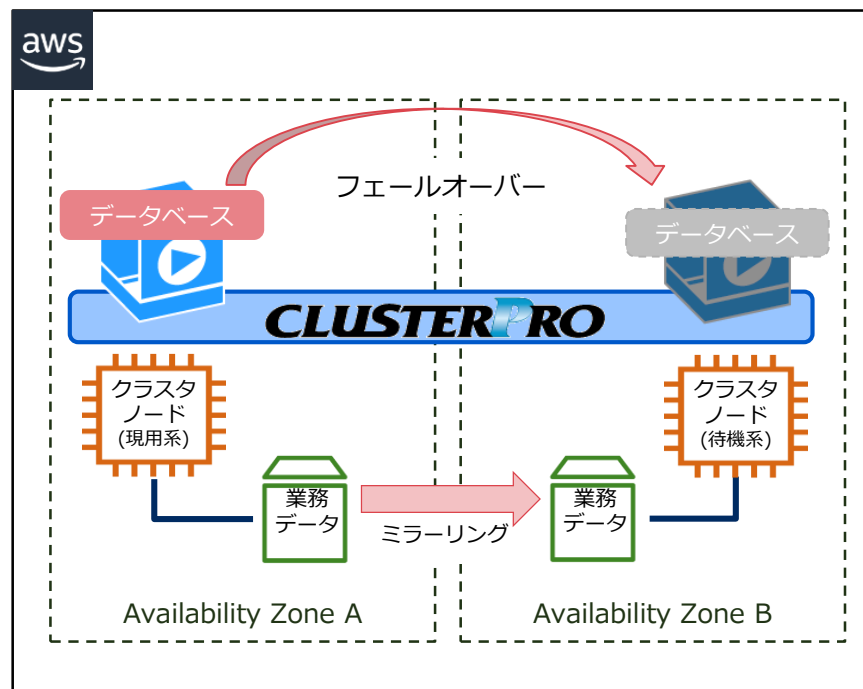 aws
フェールオーバー
データベース
データベース
CLUSTERPRO
クラスタ
ノード
(現用系)
クラスタ
ノード
(待機系)
業務
データ
ミラーリング
業務
データ
Availability Zone A
Availability Zone B